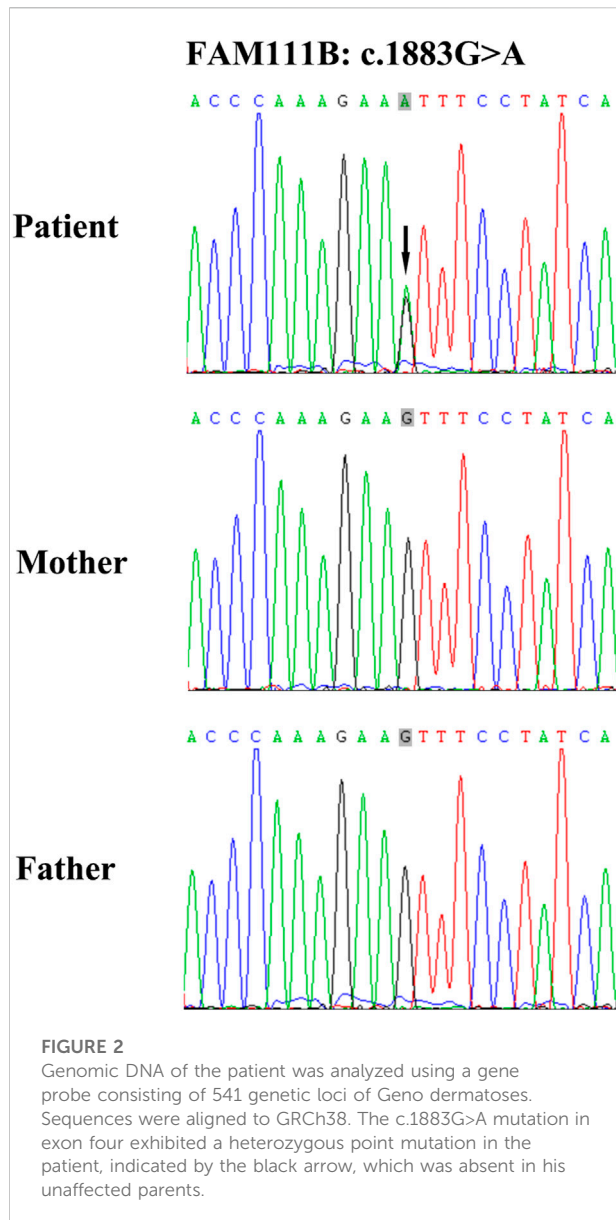 FAM111B: c.1883G>A
A C C C A A A G A A A T T T C C T A T C A
Patient
A C C C A A A G A A G T T T C C T A T C A
Mother
A C C C A A A G A A G T T T C C T A T C A
Father
FIGURE 2
Genomic DNA of the patient was analyzed using a gene
probe consisting of 541 genetic loci of Geno dermatoses.
Sequences were aligned to GRCh38. The c.1883G>A mutation in
exon four exhibited a heterozygous point mutation in the
patient, indicated by the black arrow, which was absent in his
unaffected parents.